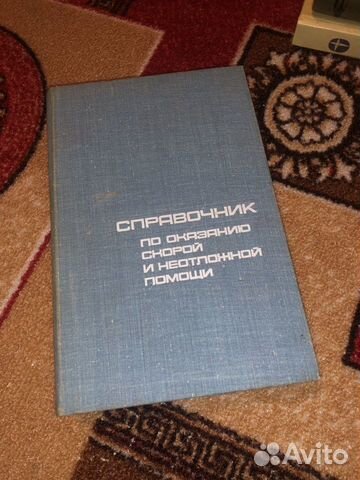 СПРАВОЧНИК
ПО ОКАЗАНИЮ
СКОРОЙ
И НЕОТЛОЖНОЙ
ПОМОЩИ
Avito